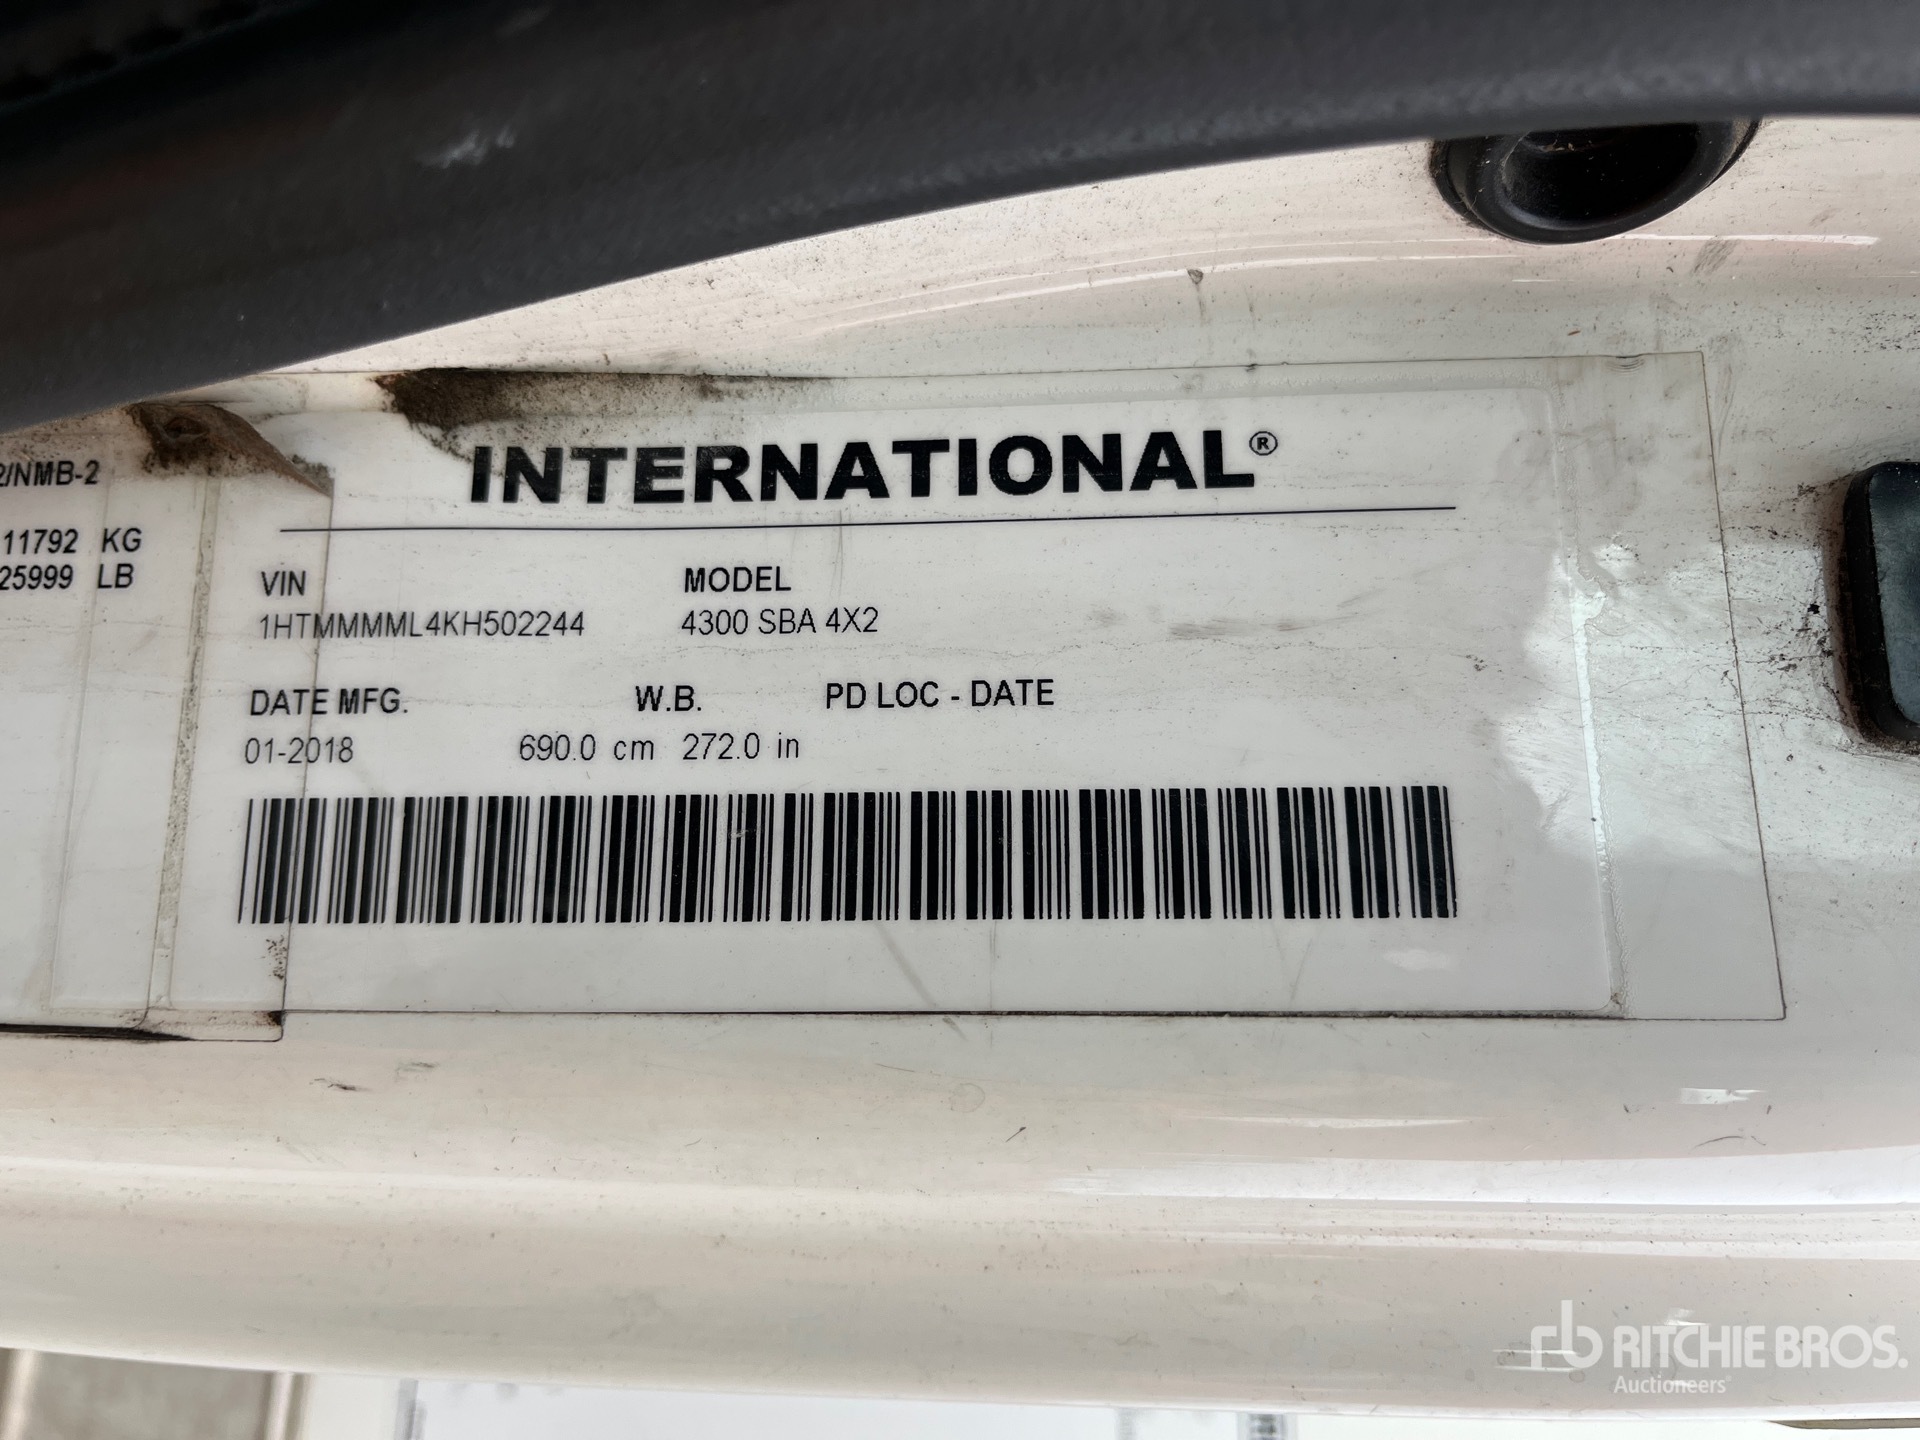 2/NMB-2
11792 KG
25999 LB
INTERNATIONAL®
VIN MODEL
1HTMMMML4KH502244 4300 SBA 4X2
DATE MFG. W.B. PD LOC - DATE
01-2018 690.0 cm 272.0 in
rb RITCHIE BROS.
Auctioneers